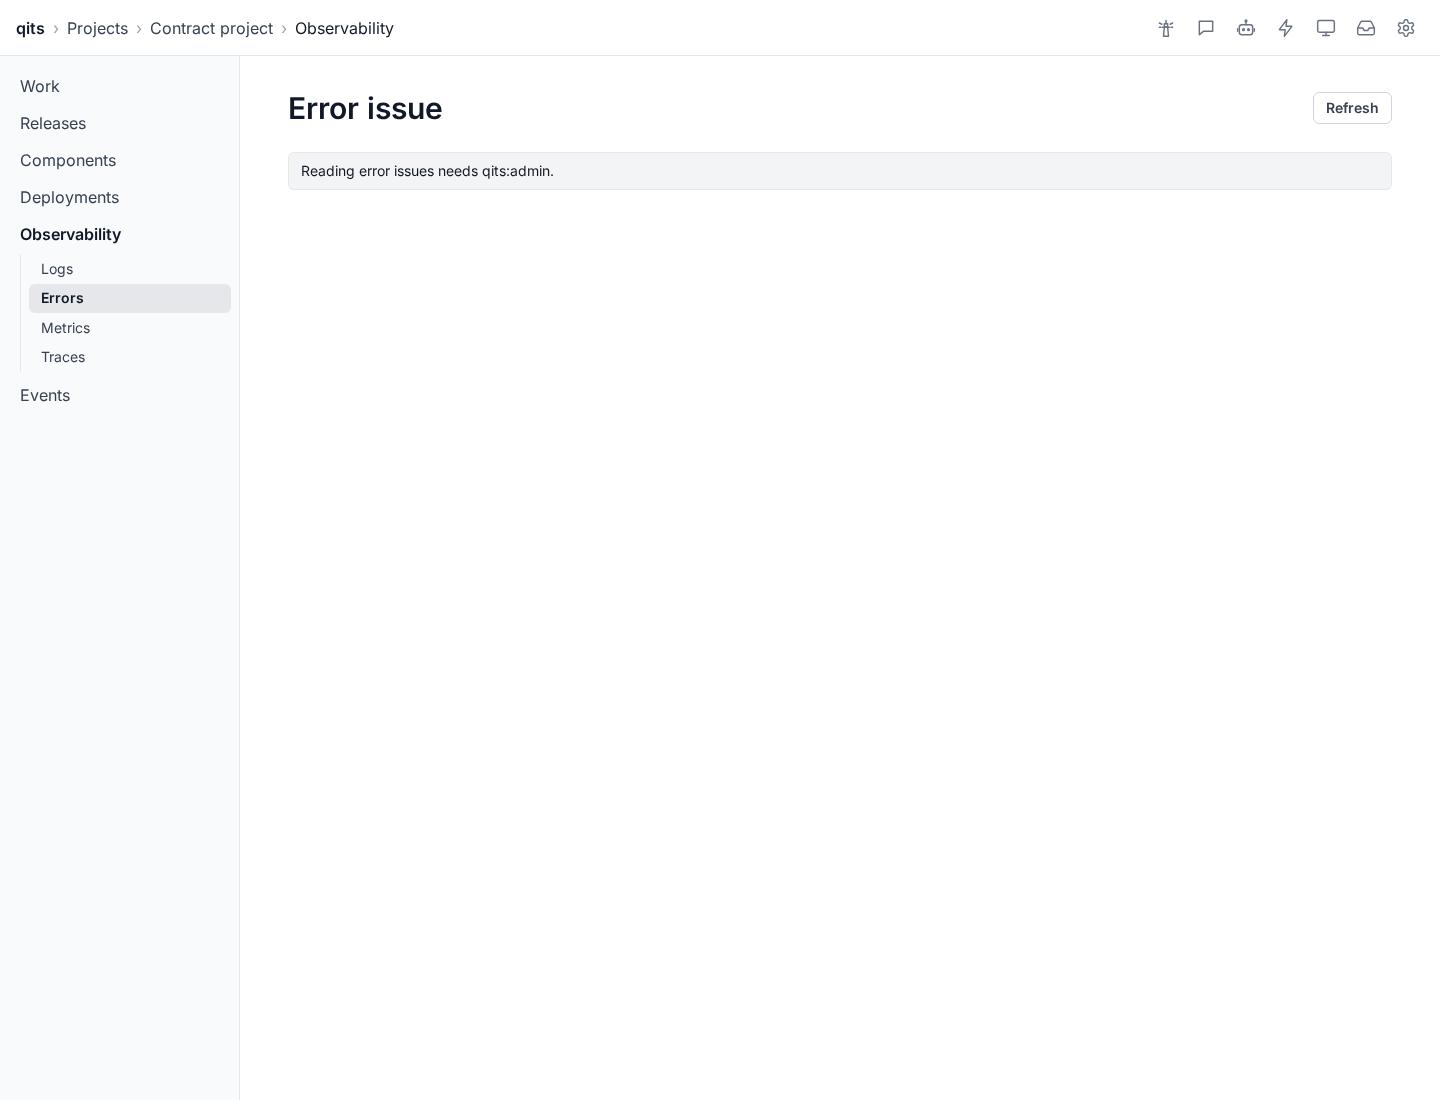 qits › Projects › Contract project › Observability
Work
Releases
Components
Deployments
Observability
Logs
Errors
Metrics
Traces
Events
Error issue
Refresh
Reading error issues needs qits:admin.